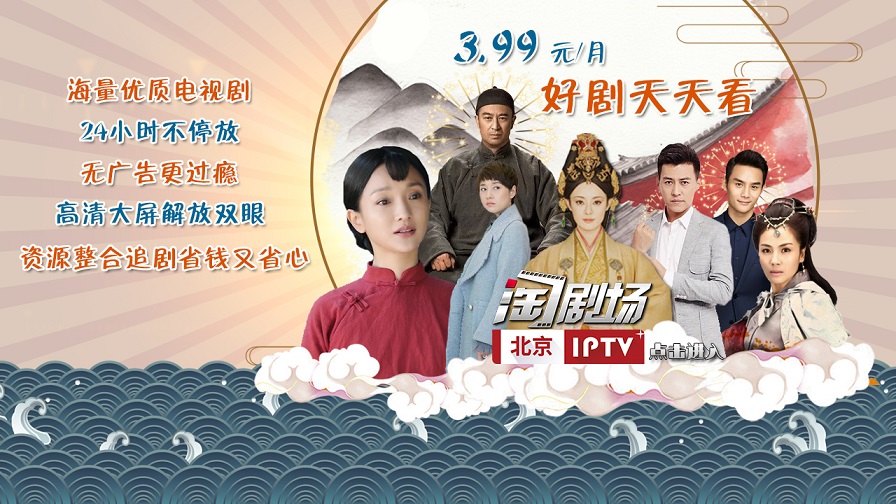 海量优质电视剧
24小时不停放
无广告更过瘾
高清大屏解放双眼
资源整合追剧省钱又省心
3.99 元/月
好剧天天看
淘剧场
北京 IPTV
点击进入